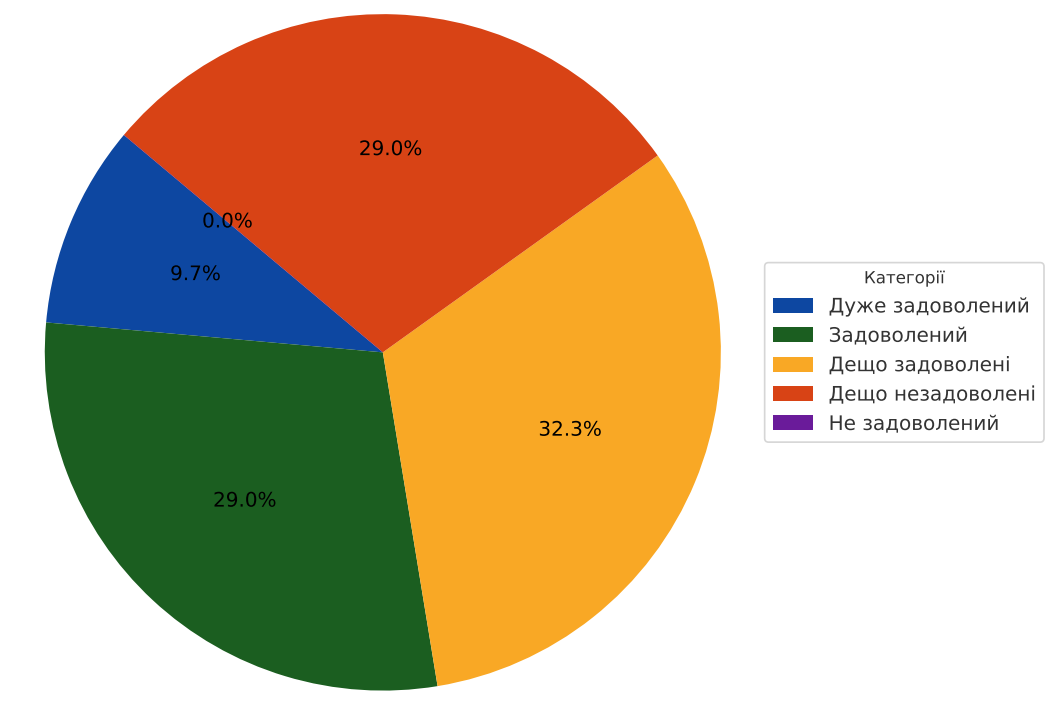 29.0%
0.0%
9.7%
32.3%
29.0%
Категорії
Дуже задоволений
Задоволений
Дещо задоволені
Дещо незадоволені
Не задоволений